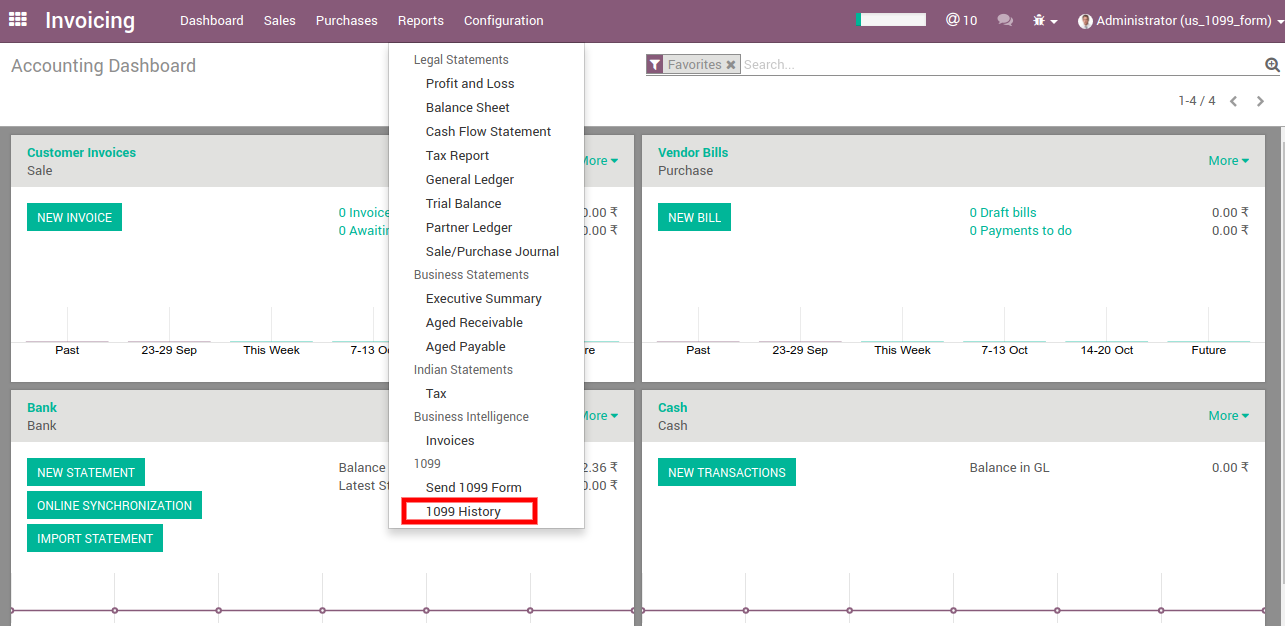 Invoicing
Dashboard Sales Purchases Reports Configuration
@ 10
Administrator (us_1099_form)
Accounting Dashboard
Favorites
Search...
1-4 / 4
Legal Statements
Profit and Loss
Balance Sheet
Cash Flow Statement
Tax Report
General Ledger
Trial Balance
Partner Ledger
Sale/Purchase Journal
Business Statements
Executive Summary
Aged Receivable
Aged Payable
Indian Statements
Tax
Business Intelligence
Invoices
1099
Send 1099 Form
1099 History
Customer Invoices
Sale
More
NEW INVOICE
0 Invoice
0.00 ₹
0 Awaiti
0.00 ₹
Past 23-29 Sep This Week 7-13 O
re
Vendor Bills
Purchase
More
NEW BILL
0 Draft bills 0.00 ₹
0 Payments to do 0.00 ₹
Past 23-29 Sep This Week 7-13 Oct 14-20 Oct Future
Bank
Bank
More
NEW STATEMENT
ONLINE SYNCHRONIZATION
IMPORT STATEMENT
Balance
2.36 ₹
Latest St
0.00 ₹
Cash
Cash
More
NEW TRANSACTIONS
Balance in GL 0.00 ₹